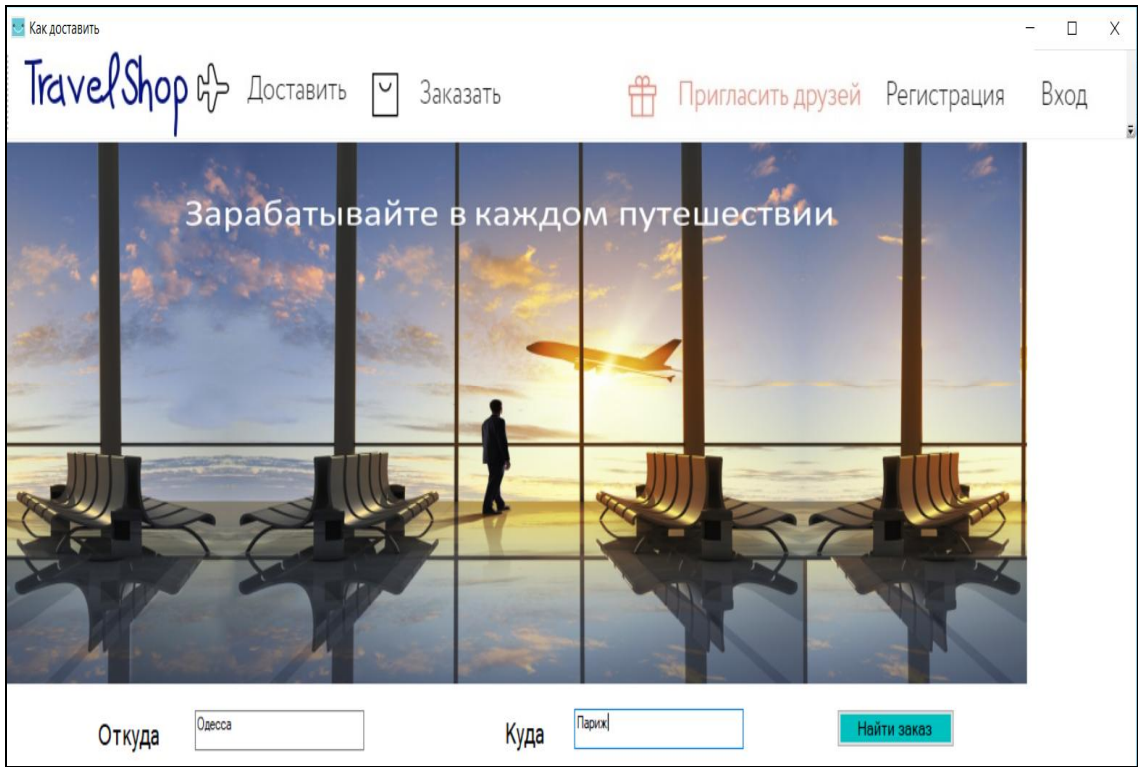 Как доставить
TravelShop Доставить Заказать Пригласить друзей Регистрация Вход
Зарабатывайте в каждом путешествии
Откуда Одесса Куда Париж Найти заказ